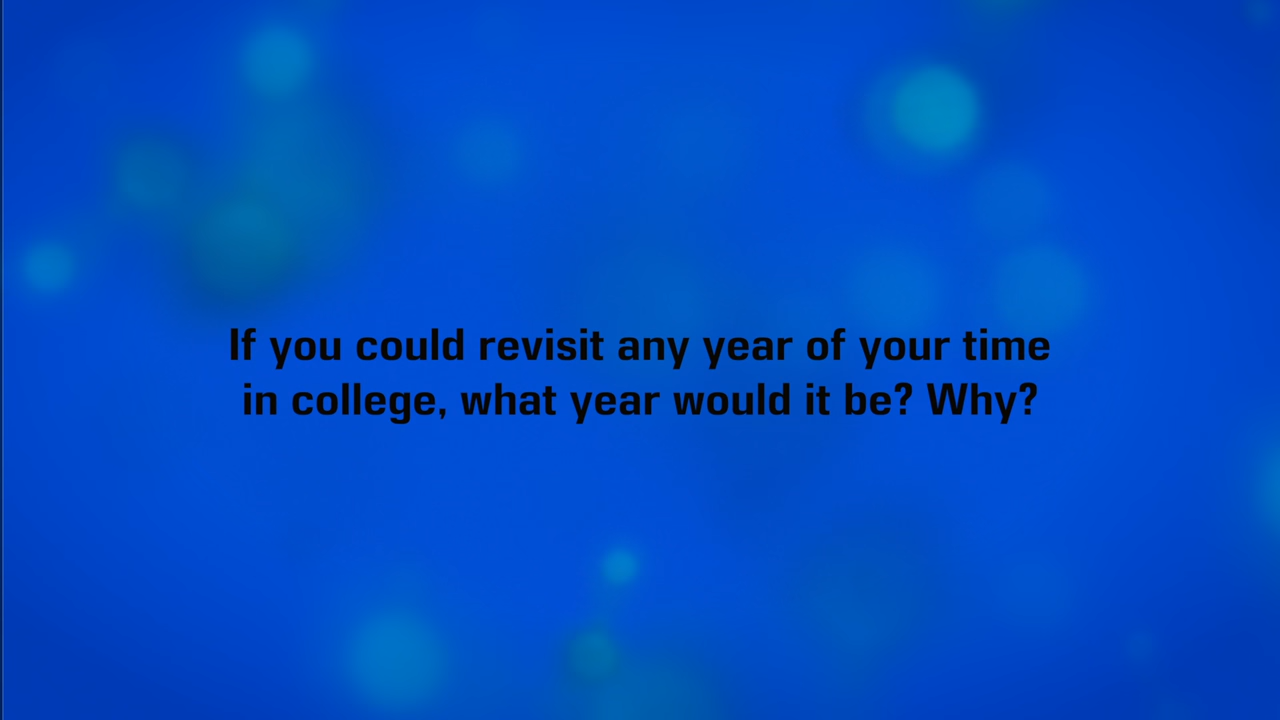 If you could revisit any year of your time
in college, what year would it be? Why?